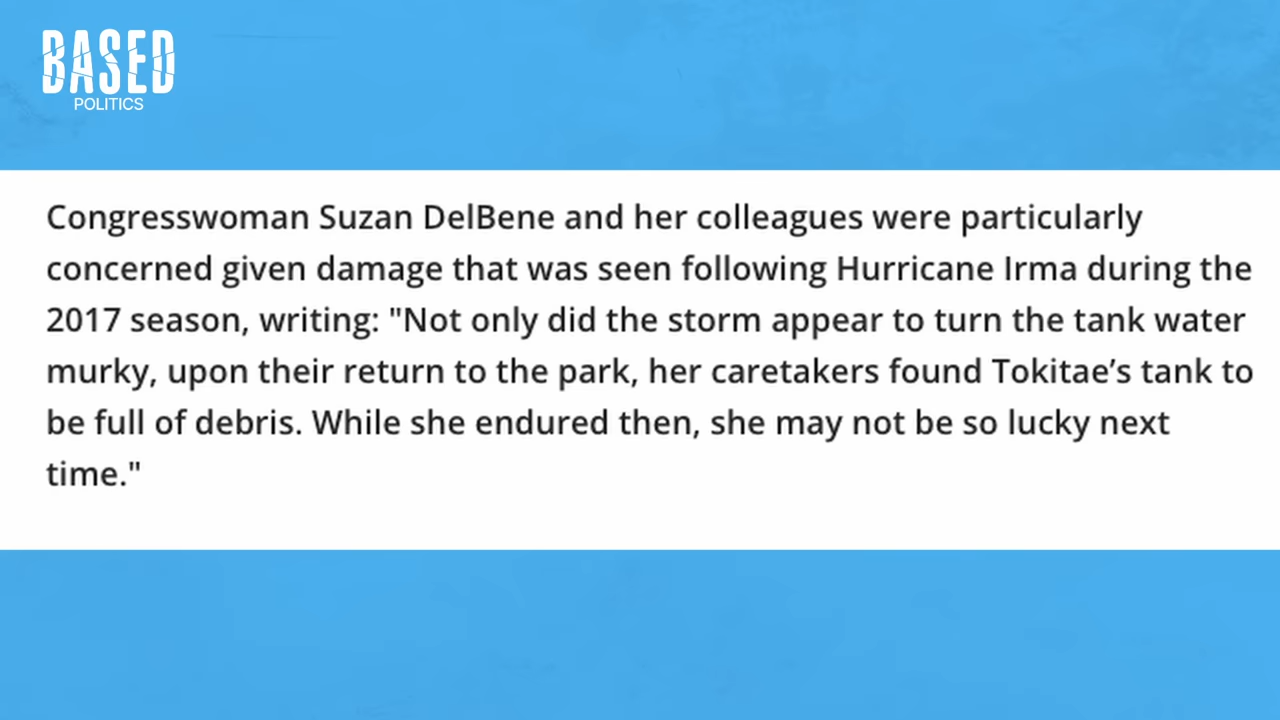 BASED
POLITICS
Congresswoman Suzan DelBene and her colleagues were particularly
concerned given damage that was seen following Hurricane Irma during the
2017 season, writing: "Not only did the storm appear to turn the tank water
murky, upon their return to the park, her caretakers found Tokitae’s tank to
be full of debris. While she endured then, she may not be so lucky next
time."